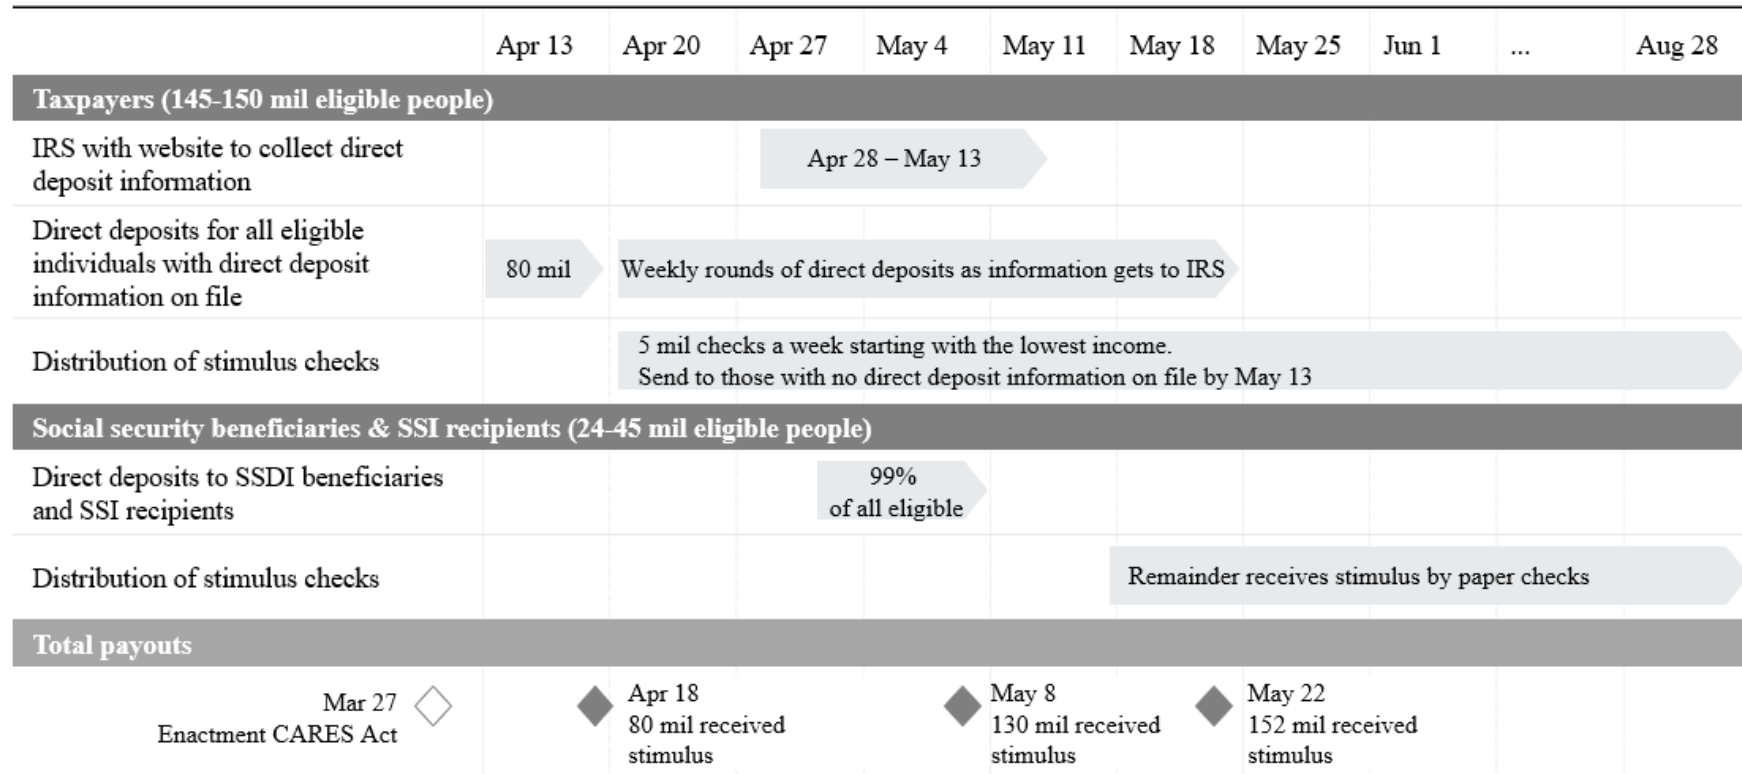 Apr 13 Apr 20 Apr 27 May 4 May 11 May 18 May 25 Jun 1 ... Aug 28
Taxpayers (145-150 mil eligible people)
IRS with website to collect direct
deposit information
Apr 28 – May 13
Direct deposits for all eligible
individuals with direct deposit
information on file
80 mil
Weekly rounds of direct deposits as information gets to IRS
Distribution of stimulus checks
5 mil checks a week starting with the lowest income.
Send to those with no direct deposit information on file by May 13
Social security beneficiaries & SSI recipients (24-45 mil eligible people)
Direct deposits to SSDI beneficiaries
and SSI recipients
99%
of all eligible
Distribution of stimulus checks
Remainder receives stimulus by paper checks
Total payouts
Mar 27
Enactment CARES Act
Apr 18
80 mil received
stimulus
May 8
130 mil received
stimulus
May 22
152 mil received
stimulus